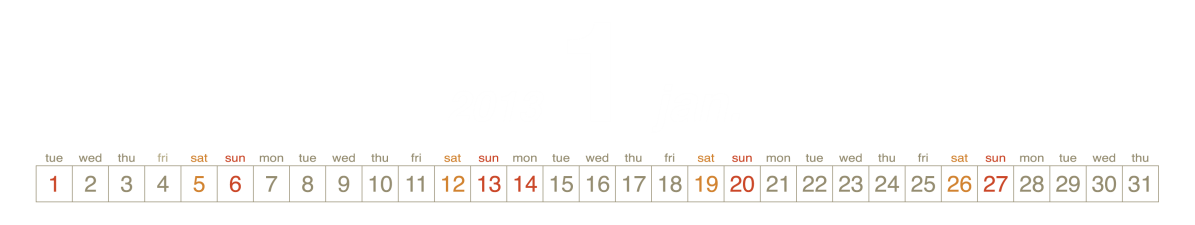 tue wed thu fri sat sun mon tue wed thu fri sat sun mon tue wed thu fri sat sun mon tue wed thu fri sat sun mon tue wed thu
1 2 3 4 5 6 7 8 9 10 11 12 13 14 15 16 17 18 19 20 21 22 23 24 25 26 27 28 29 30 31